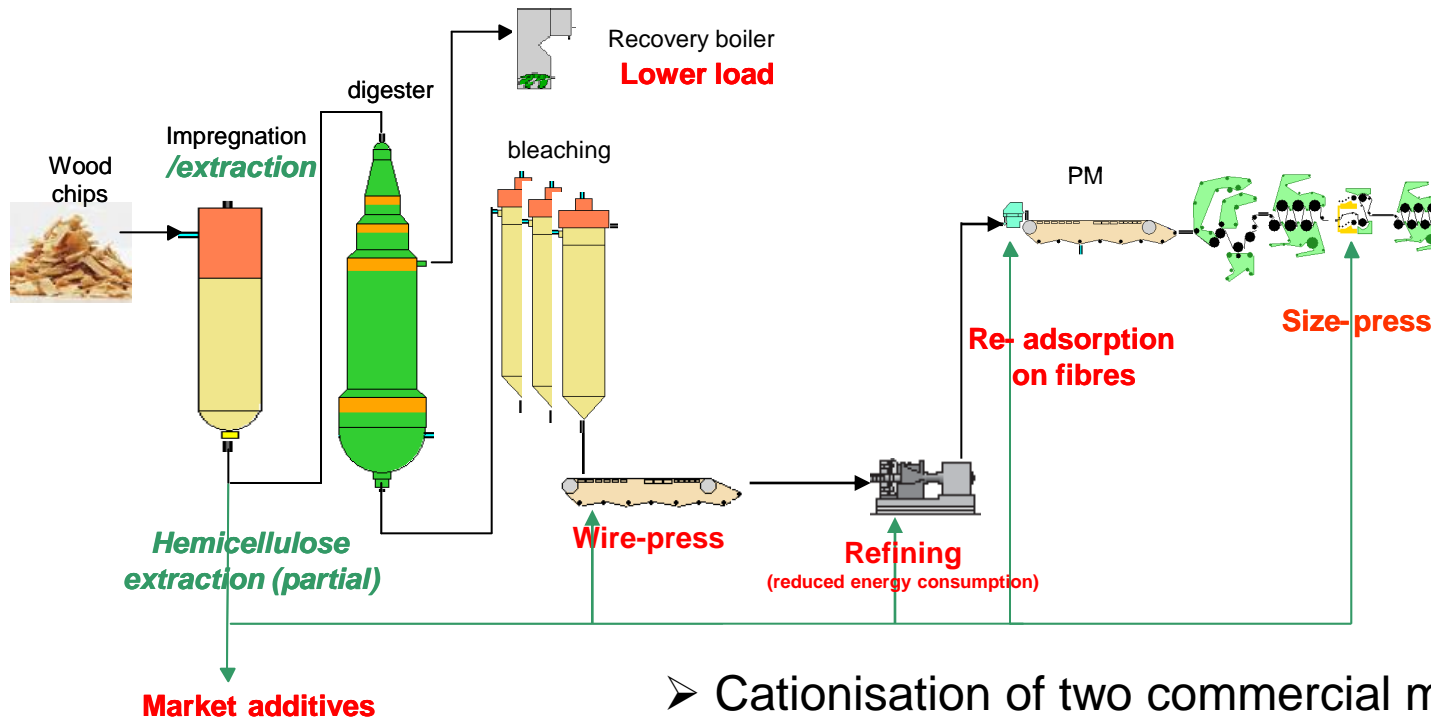 Recovery boiler
Lower load
digester
Impregnation
/extraction
Wood
chips
bleaching
PM
Re- adsorption
on fibres
Size-press
Wire-press
Refining
(reduced energy consumption)
Hemicellulose
extraction (partial)
Market additives
➢ Cationisation of two commercial m